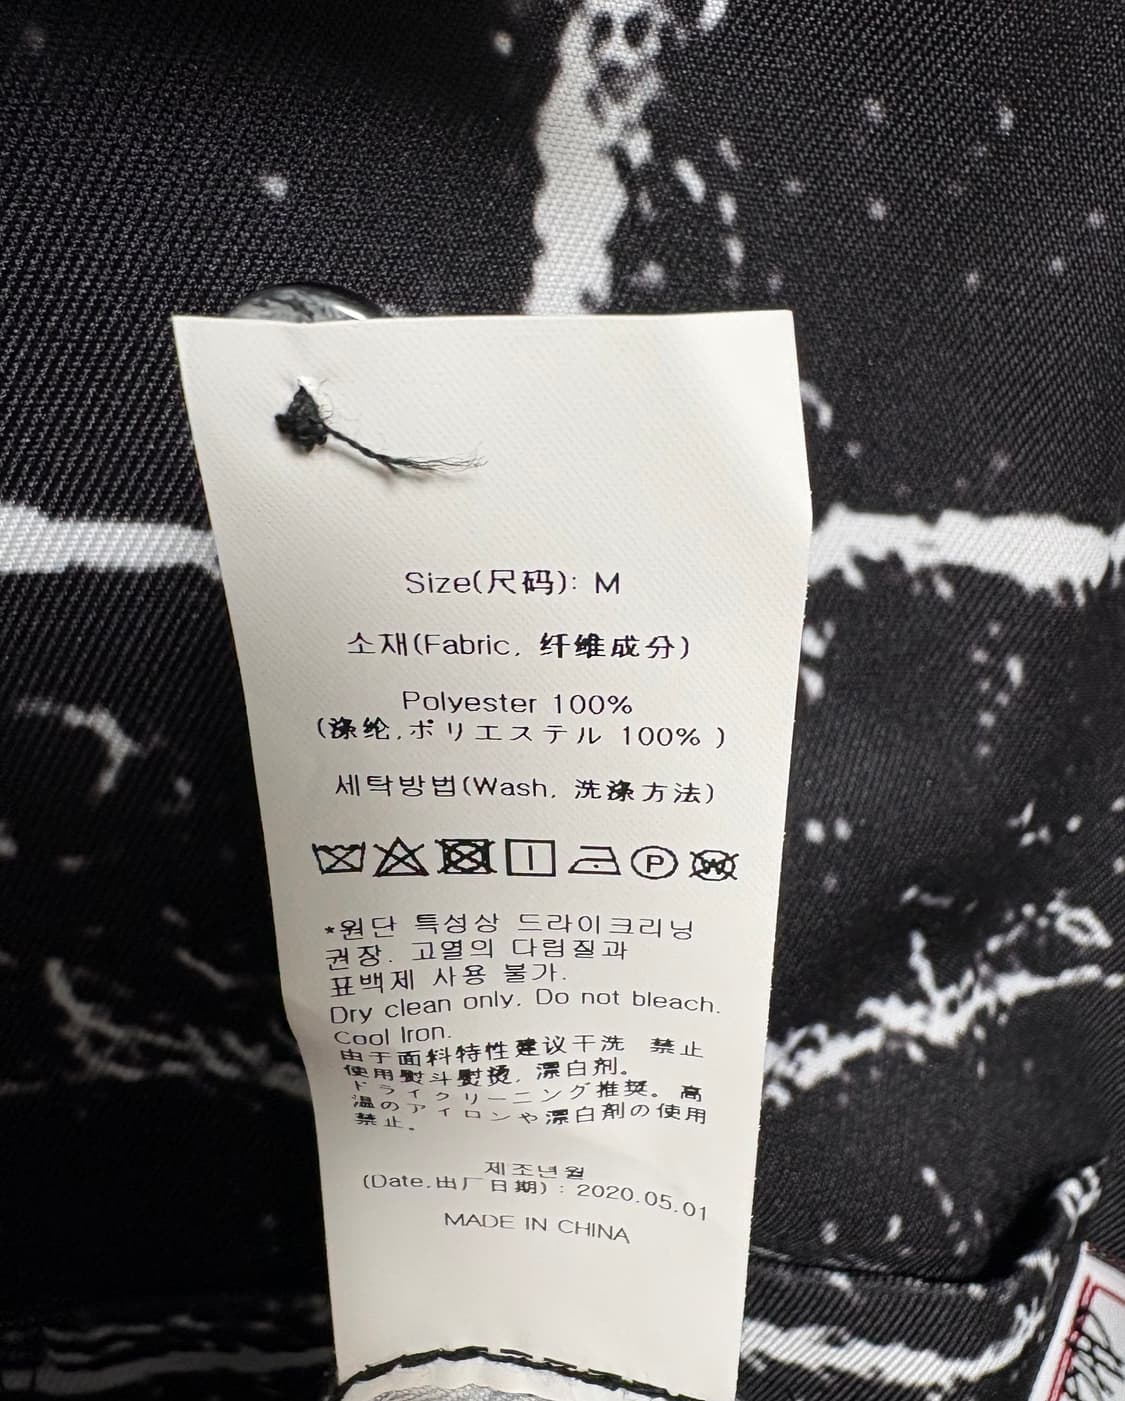 Size(尺码): M
소재(Fabric, 纤维成分)
Polyester 100%
(涤纶,ポリエステル 100% )
세탁방법(Wash, 洗涤方法)
P W
*원단 특성상 드라이크리닝
권장. 고열의 다림질과
표백제 사용 불가.
Dry clean only. Do not bleach.
Cool Iron.
由于面料特性建议干洗 禁止
使用熨斗熨烫, 漂白剂。
ドライクリーニング推奨。高
温のアイロンや漂白剤の使用
禁止。
제조년월
(Date,出厂日期) : 2020.05.01
MADE IN CHINA